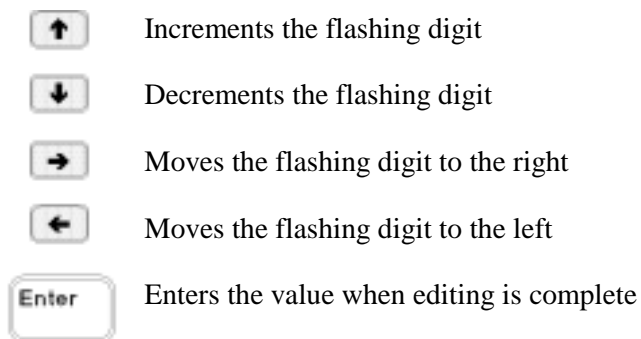 Increments the flashing digit
Decrements the flashing digit
Moves the flashing digit to the right
Moves the flashing digit to the left
Enter Enters the value when editing is complete